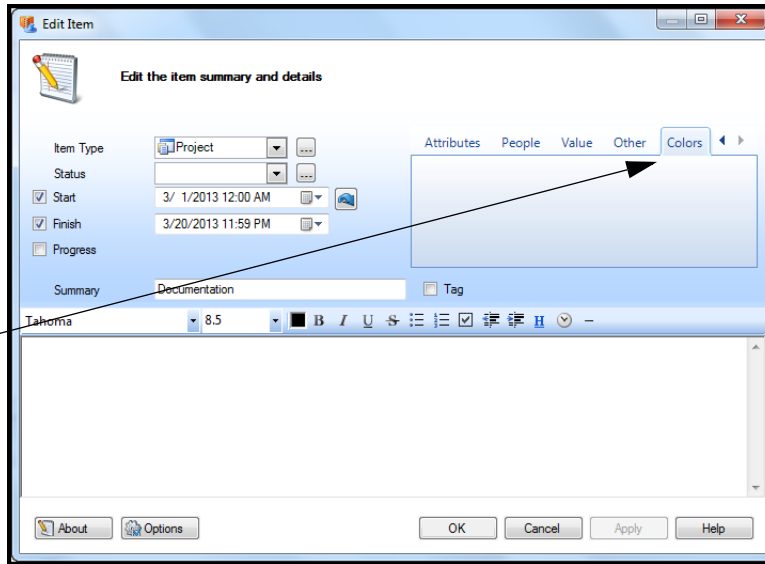 Edit Item
Edit the item summary and details
Attributes People Value Other Colors
Item Type Project ...
Status ...
Start 3/ 1/2013 12:00 AM
Finish 3/20/2013 11:59 PM
Progress
Summary Documentation Tag
Tahoma 8.5 B I U S H
About Options OK Cancel Apply Help